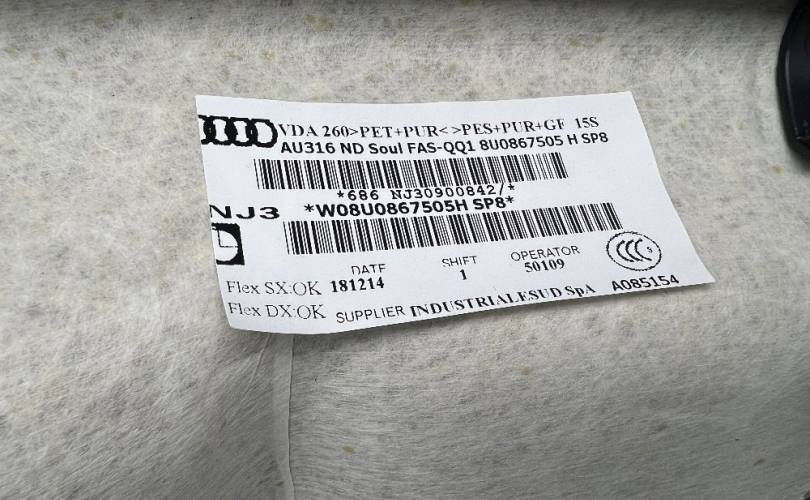 VDA 260>PET+PUR<>PES+PUR+GF 15S
AU316 ND Soul FAS-QQ1 8U0867505 H SP8
*686 NJ30900842/*
NJ3 *W08U0867505H SP8*
DATE SHIFT OPERATOR
Flex SX:OK 181214 1 50109
Flex DX:OK SUPPLIER INDUSTRIALESUD SpA A085154
CCC S